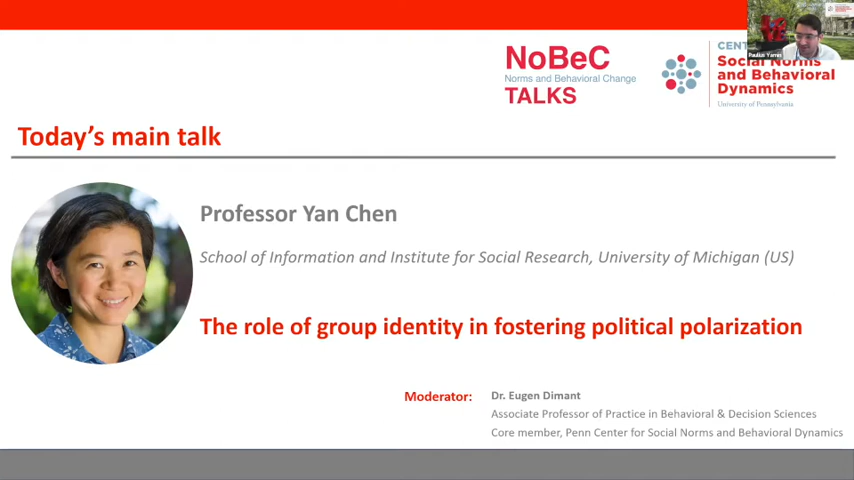 Paulius Yamin
NoBeC
Norms and Behavioral Change
TALKS
CENT
Social Norms
and Behavioral
Dynamics
University of Pennsylvania
Today's main talk
Professor Yan Chen
School of Information and Institute for Social Research, University of Michigan (US)
The role of group identity in fostering political polarization
Moderator: Dr. Eugen Dimant
Associate Professor of Practice in Behavioral & Decision Sciences
Core member, Penn Center for Social Norms and Behavioral Dynamics